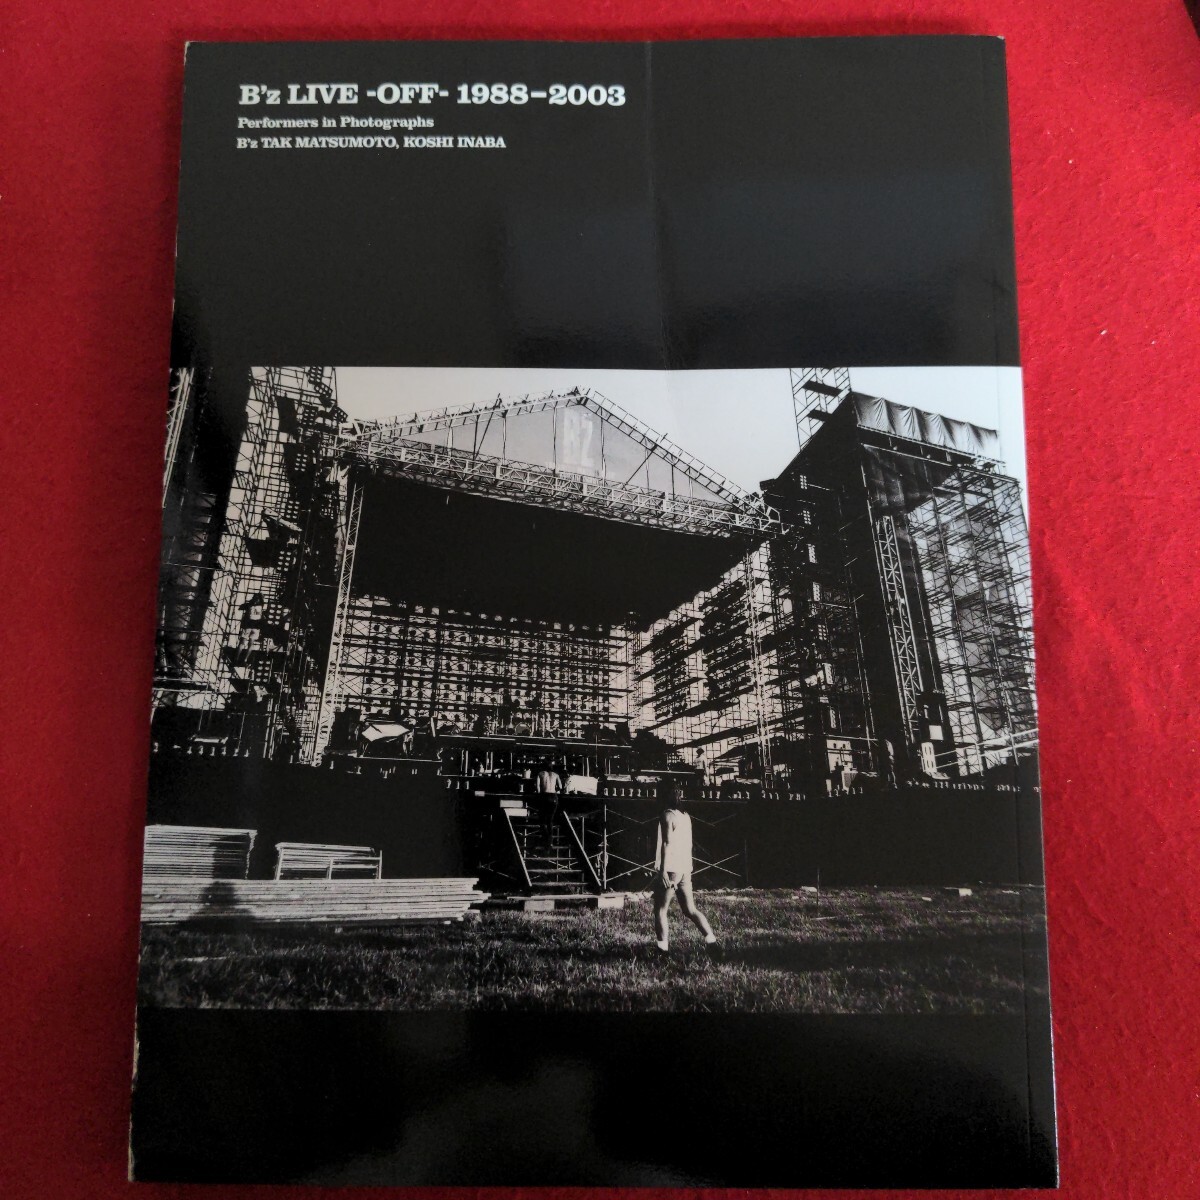 B'z LIVE -OFF- 1988-2003
Performers in Photographs
B'z TAK MATSUMOTO, KOSHI INABA
B'z